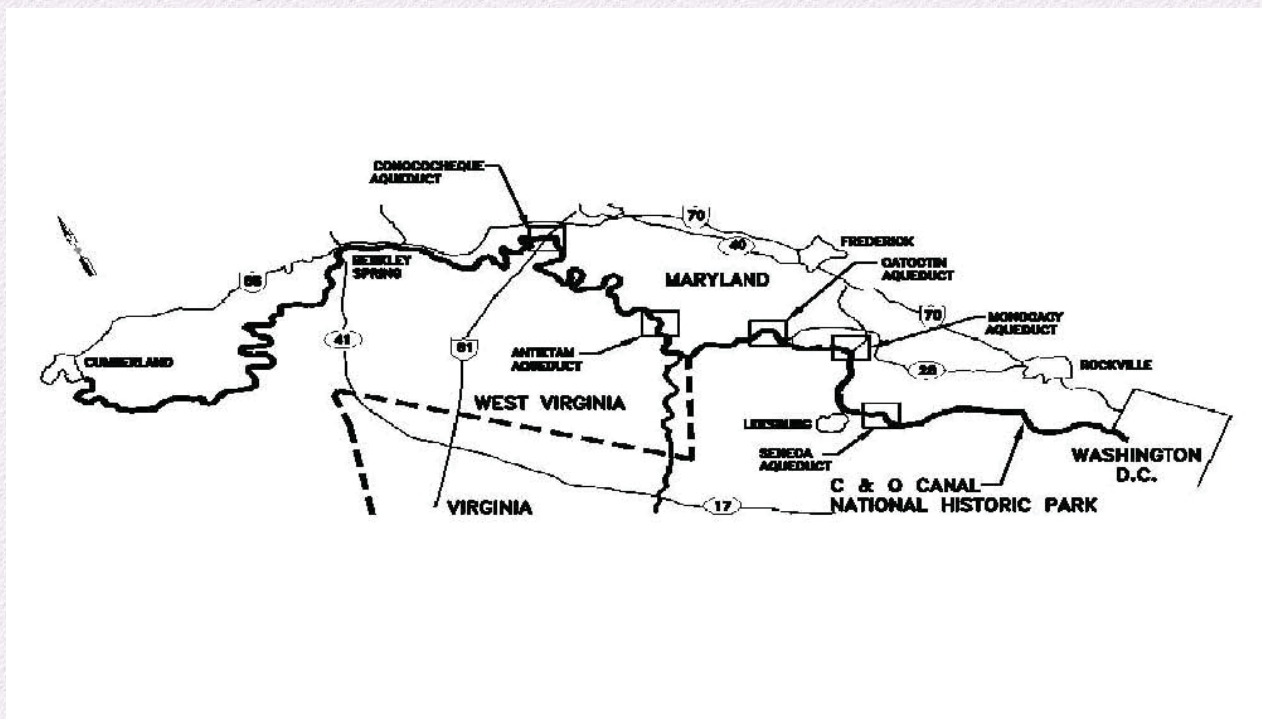 CONOCOCHEQUE
AQUEDUCT
70
40
FREDERICK
CATOCTIN
AQUEDUCT
BERKLEY
SPRING
MARYLAND
68
70
MONOCACY
AQUEDUCT
41
81
ANTIETAM
AQUEDUCT
CUMBERLAND
28
ROCKVILLE
WEST VIRGINIA
LEESBURG
SENECA
AQUEDUCT
WASHINGTON
D.C.
C & O CANAL
NATIONAL HISTORIC PARK
VIRGINIA
17